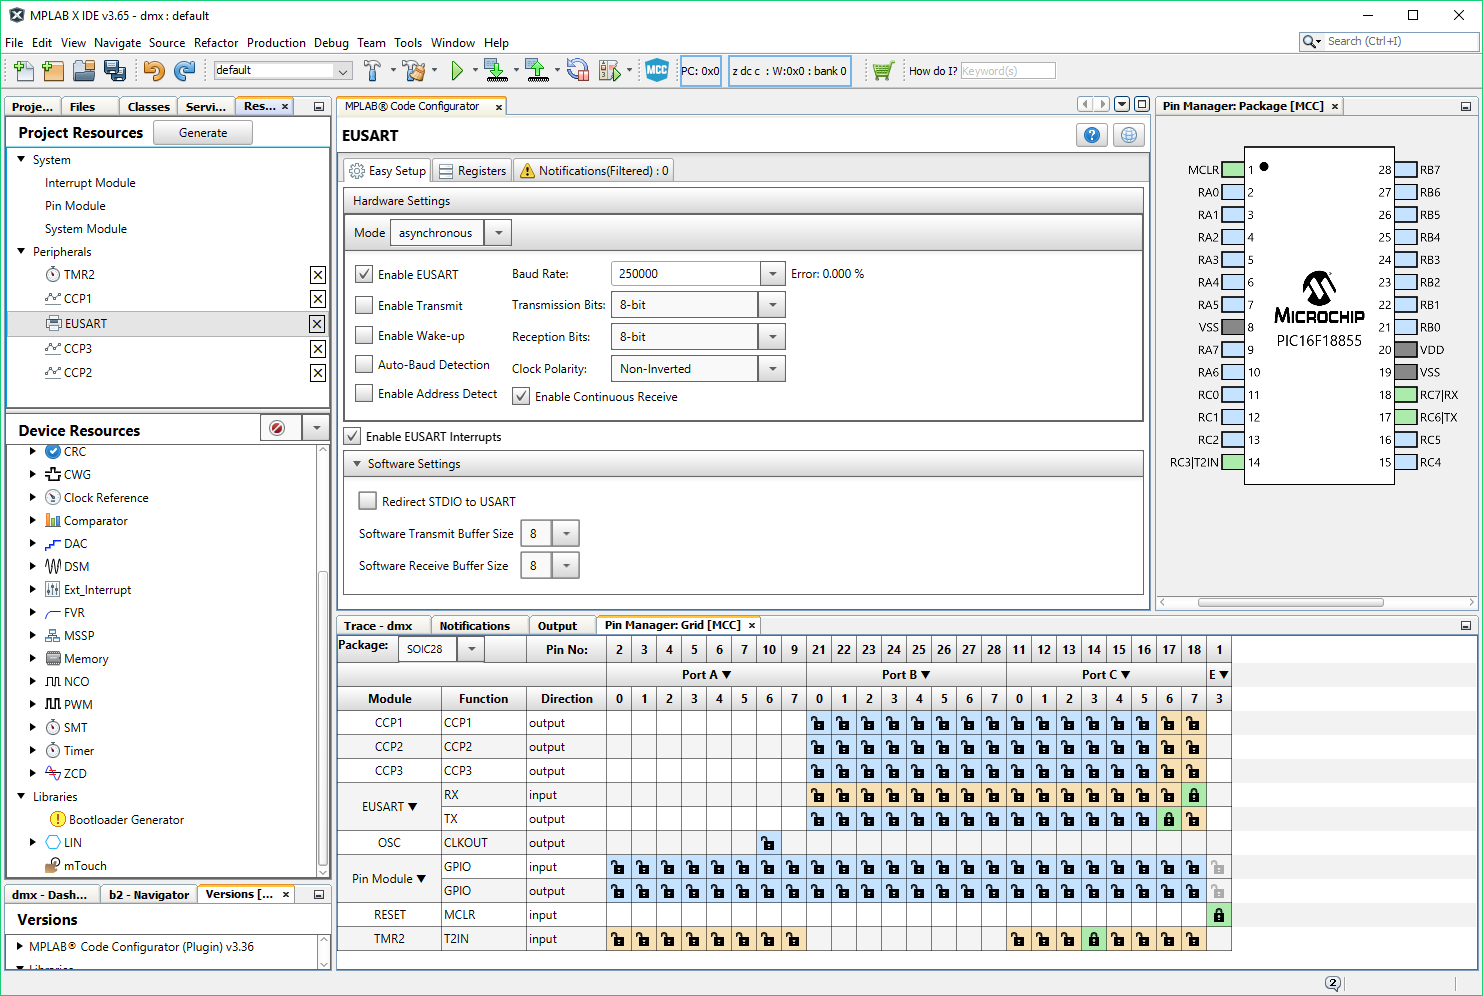 MPLAB X IDE v3.65 - dmx : default
File Edit View Navigate Source Refactor Production Debug Team Tools Window Help
Search (Ctrl+I)
default
MCC
PC: 0x0
z dc c : W:0x0 : bank 0
How do I?
Keyword(s)
Proje... Files Classes Servi... Res...
Project Resources
Generate
System
Interrupt Module
Pin Module
System Module
Peripherals
TMR2
CCP1
EUSART
CCP3
CCP2
Device Resources
CRC
CWG
Clock Reference
Comparator
DAC
DSM
Ext_Interrupt
FVR
MSSP
Memory
NCO
PWM
SMT
Timer
ZCD
Libraries
Bootloader Generator
LIN
mTouch
dmx - Dash... b2 - Navigator Versions [...
Versions
MPLAB® Code Configurator (Plugin) v3.36
Libraries
MPLAB® Code Configurator
EUSART
Easy Setup Registers Notifications(Filtered) : 0
Hardware Settings
Mode asynchronous
Enable EUSART Baud Rate: 250000 Error: 0.000 %
Enable Transmit Transmission Bits: 8-bit
Enable Wake-up Reception Bits: 8-bit
Auto-Baud Detection Clock Polarity: Non-Inverted
Enable Address Detect Enable Continuous Receive
Enable EUSART Interrupts
Software Settings
Redirect STDIO to USART
Software Transmit Buffer Size 8
Software Receive Buffer Size 8
Pin Manager: Package [MCC]
MCLR 1 28 RB7
RA0 2 27 RB6
RA1 3 26 RB5
RA2 4 25 RB4
RA3 5 24 RB3
RA4 6 23 RB2
RA5 7 22 RB1
VSS 8 21 RB0
RA7 9 20 VDD
RA6 10 19 VSS
RC0 11 18 RC7|RX
RC1 12 17 RC6|TX
RC2 13 16 RC5
RC3|T2IN 14 15 RC4
MICROCHIP
PIC16F18855
Trace - dmx Notifications Output Pin Manager: Grid [MCC]
Package: SOIC28 Pin No: 2 3 4 5 6 7 10 9 21 22 23 24 25 26 27 28 11 12 13 14 15 16 17 18 1
Port A Port B Port C E
Module Function Direction 0 1 2 3 4 5 6 7 0 1 2 3 4 5 6 7 0 1 2 3 4 5 6 7 3
CCP1 CCP1 output
CCP2 CCP2 output
CCP3 CCP3 output
EUSART RX input
TX output
OSC CLKOUT output
Pin Module GPIO input
GPIO output
RESET MCLR input
TMR2 T2IN input
2